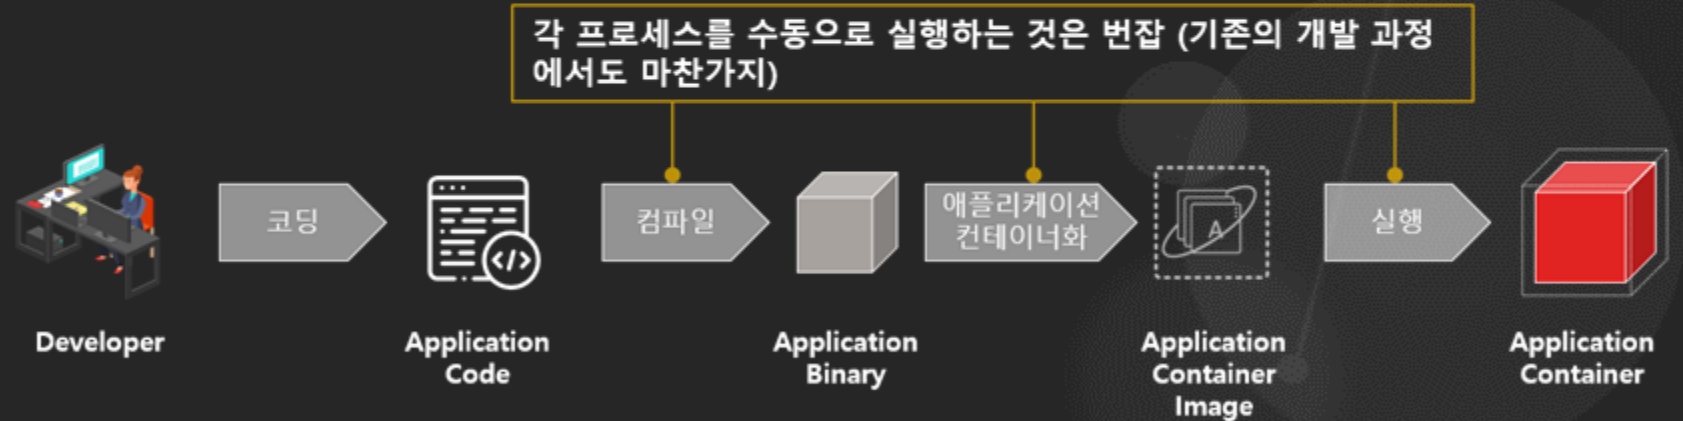 각 프로세스를 수동으로 실행하는 것은 번잡 (기존의 개발 과정
에서도 마찬가지)
코딩
컴파일
애플리케이션
컨테이너화
실행
</>
A
Developer
Application
Code
Application
Binary
Application
Container
Image
Application
Container